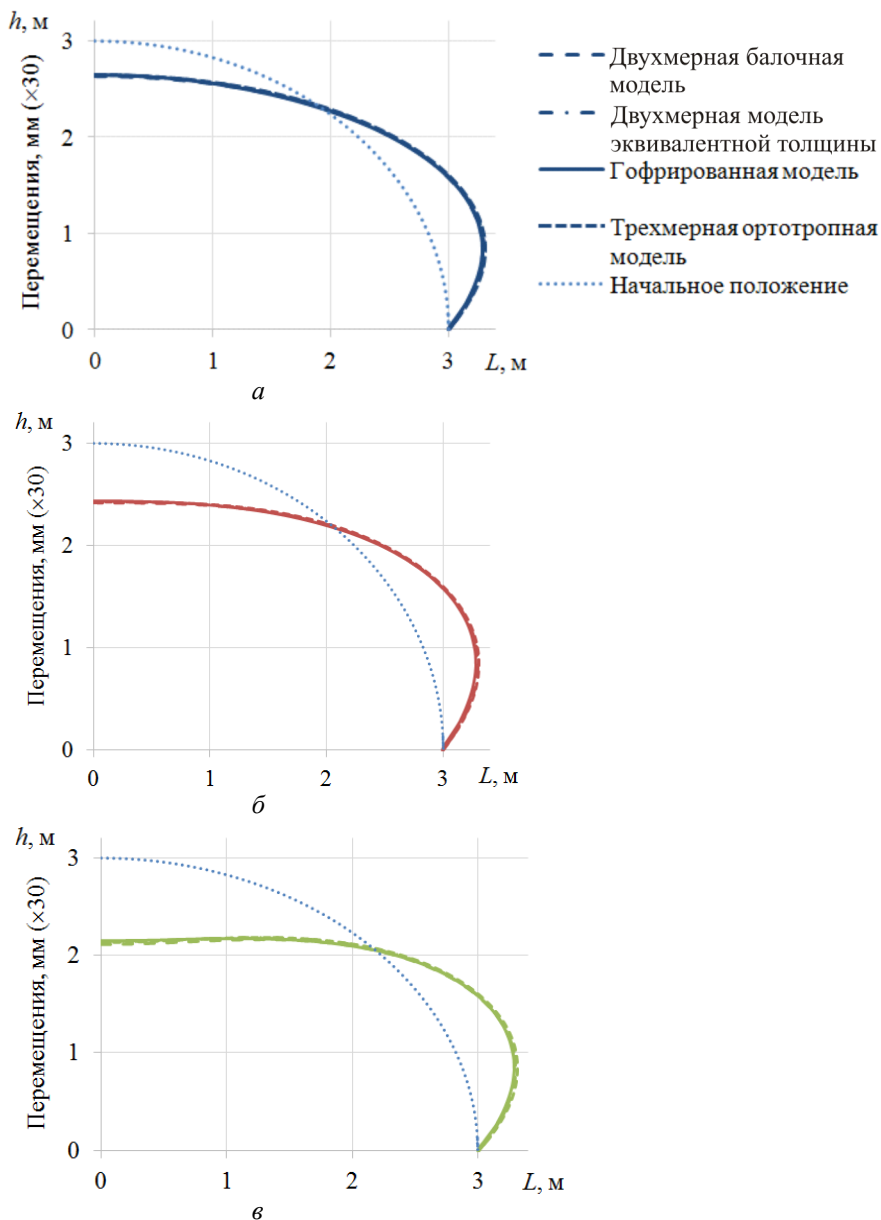 h, м
Перемещения, мм (×30)
3
2
1
0
0 1 2 3 L, м
а
Двухмерная балочная
модель
Двухмерная модель
эквивалентной толщины
Гофрированная модель
Трехмерная ортотропная
модель
Начальное положение
h, м
Перемещения, мм (×30)
3
2
1
0
0 1 2 3 L, м
б
h, м
Перемещения, мм (×30)
3
2
1
0
0 1 2 3 L, м
в